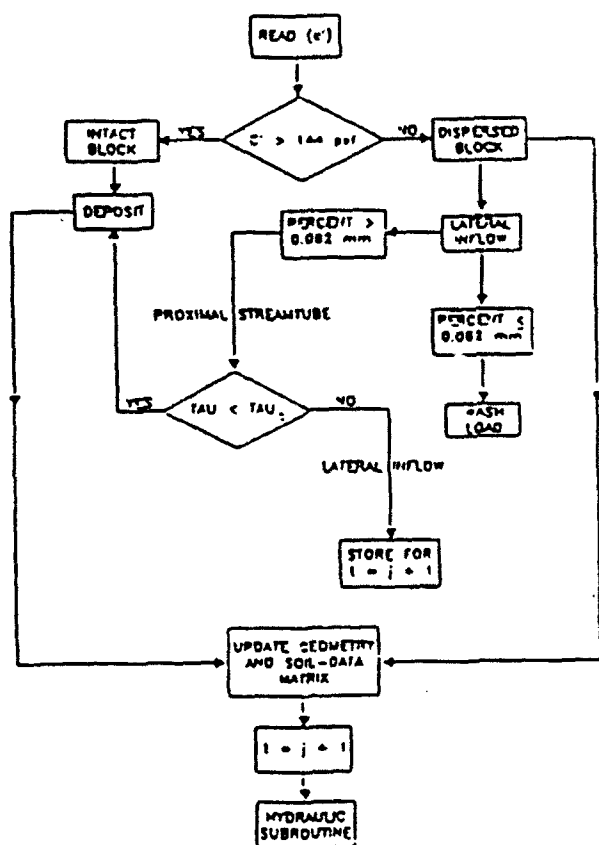 READ (c')
INTACT
BLOCK
YES
C' > 144 psf
NO
DISPERSED
BLOCK
DEPOSIT
PERCENT >
0.062 mm
LATERAL
INFLOW
PROXIMAL STREAMTUBE
PERCENT ≤
0.062 mm
YES
TAU < TAU
NO
WASH
LOAD
LATERAL INFLOW
STORE FOR
t = j + 1
UPDATE GEOMETRY
AND SOIL-DATA
MATRIX
t = j + 1
HYDRAULIC
SUBROUTINE